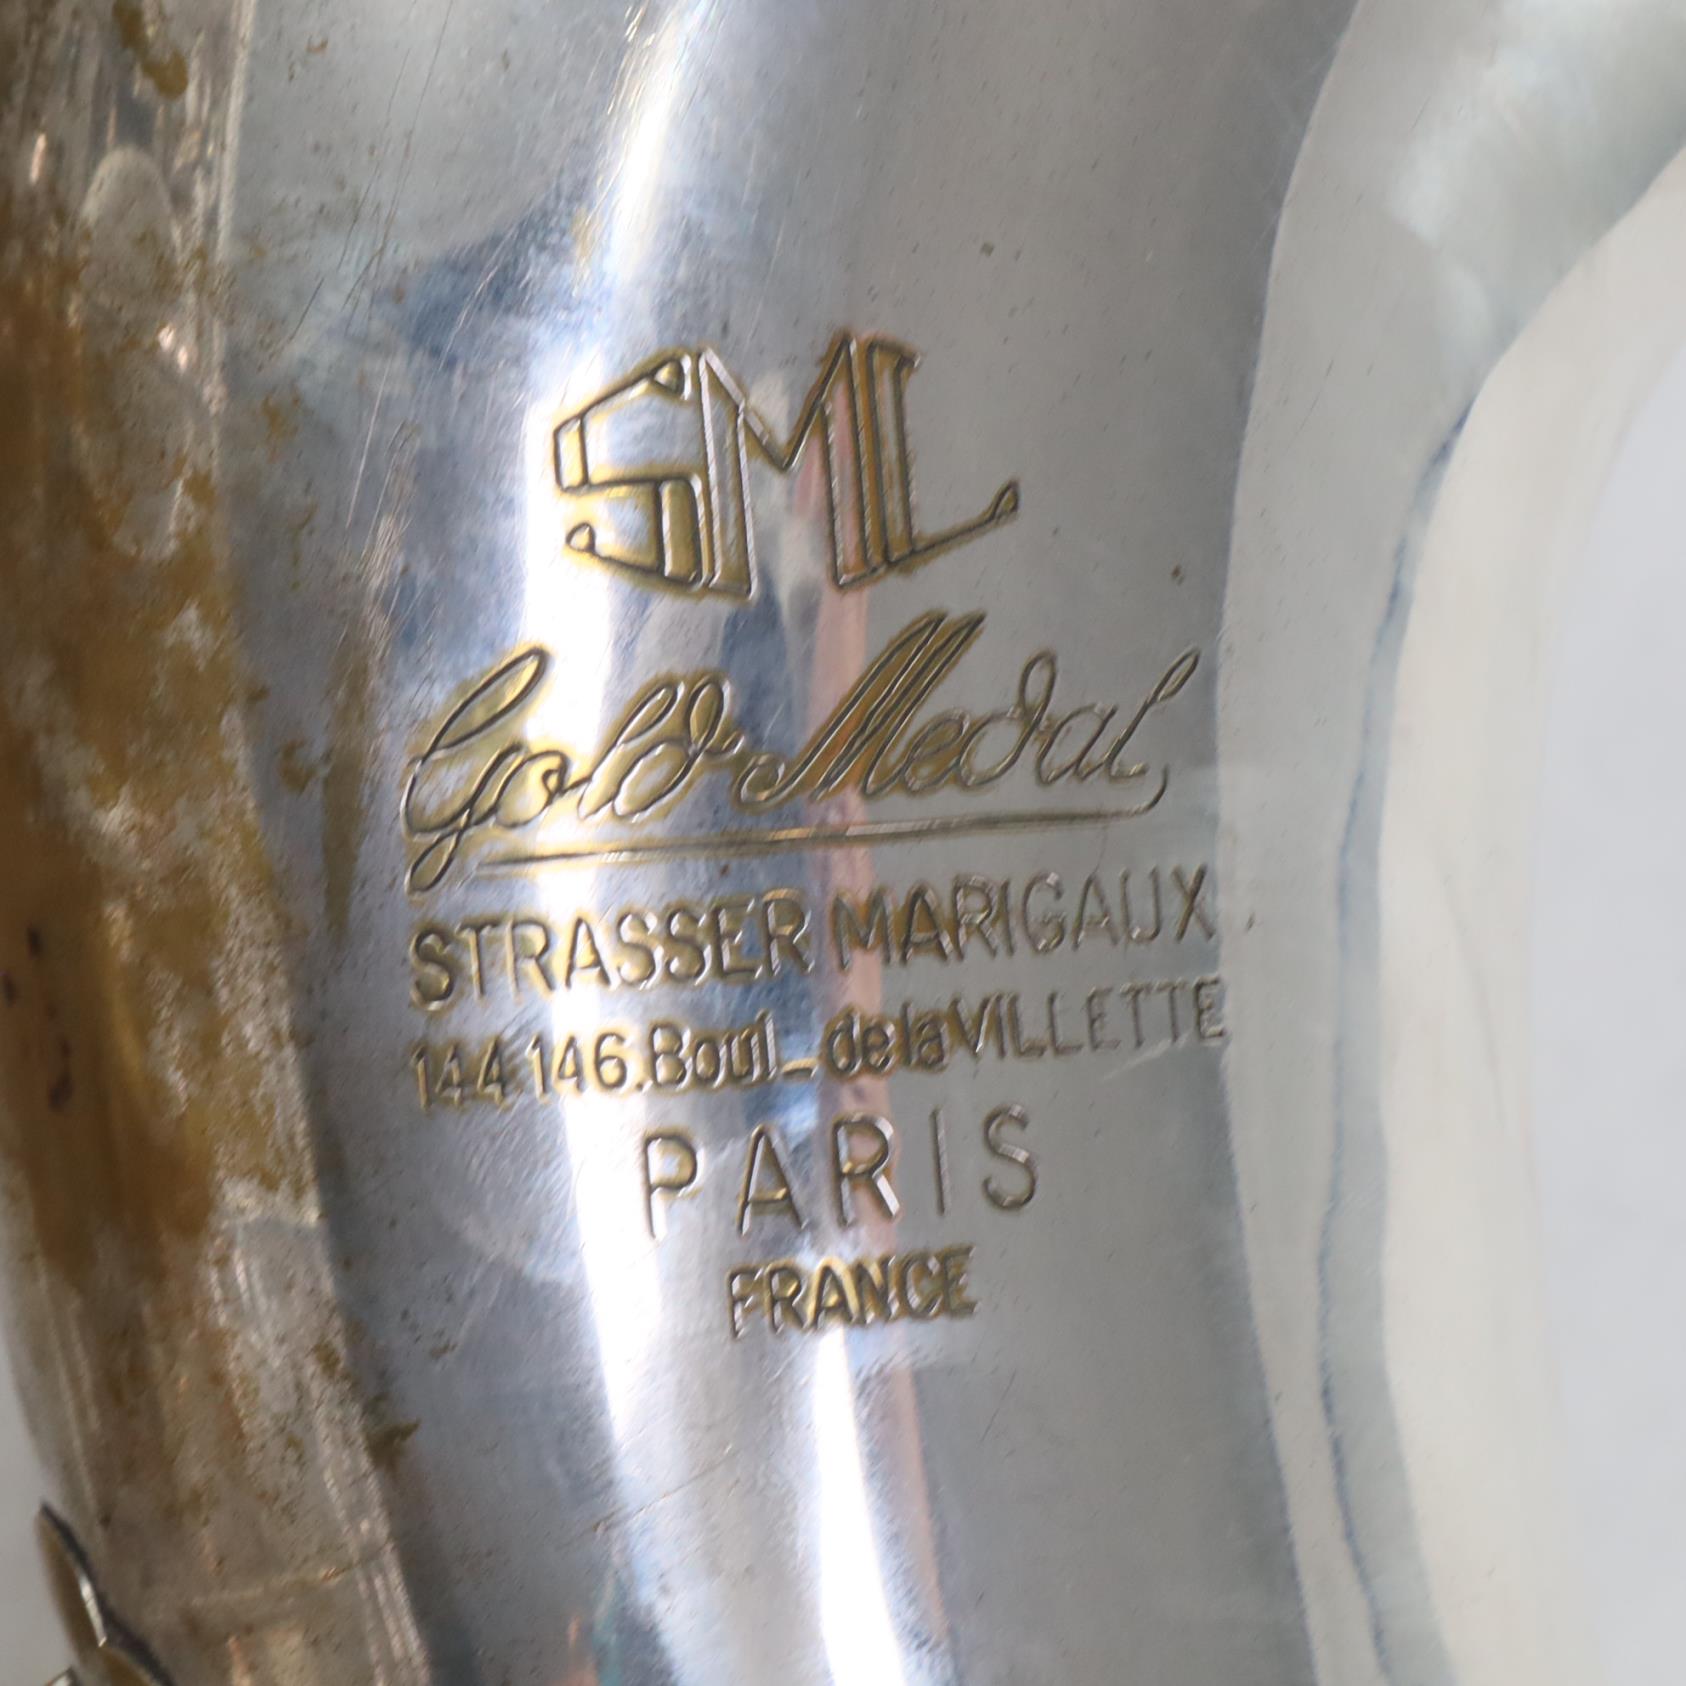 SML
Gold Medal
STRASSER MARIGAUX
144.146.Boul_de la VILLETTE
PARIS
FRANCE